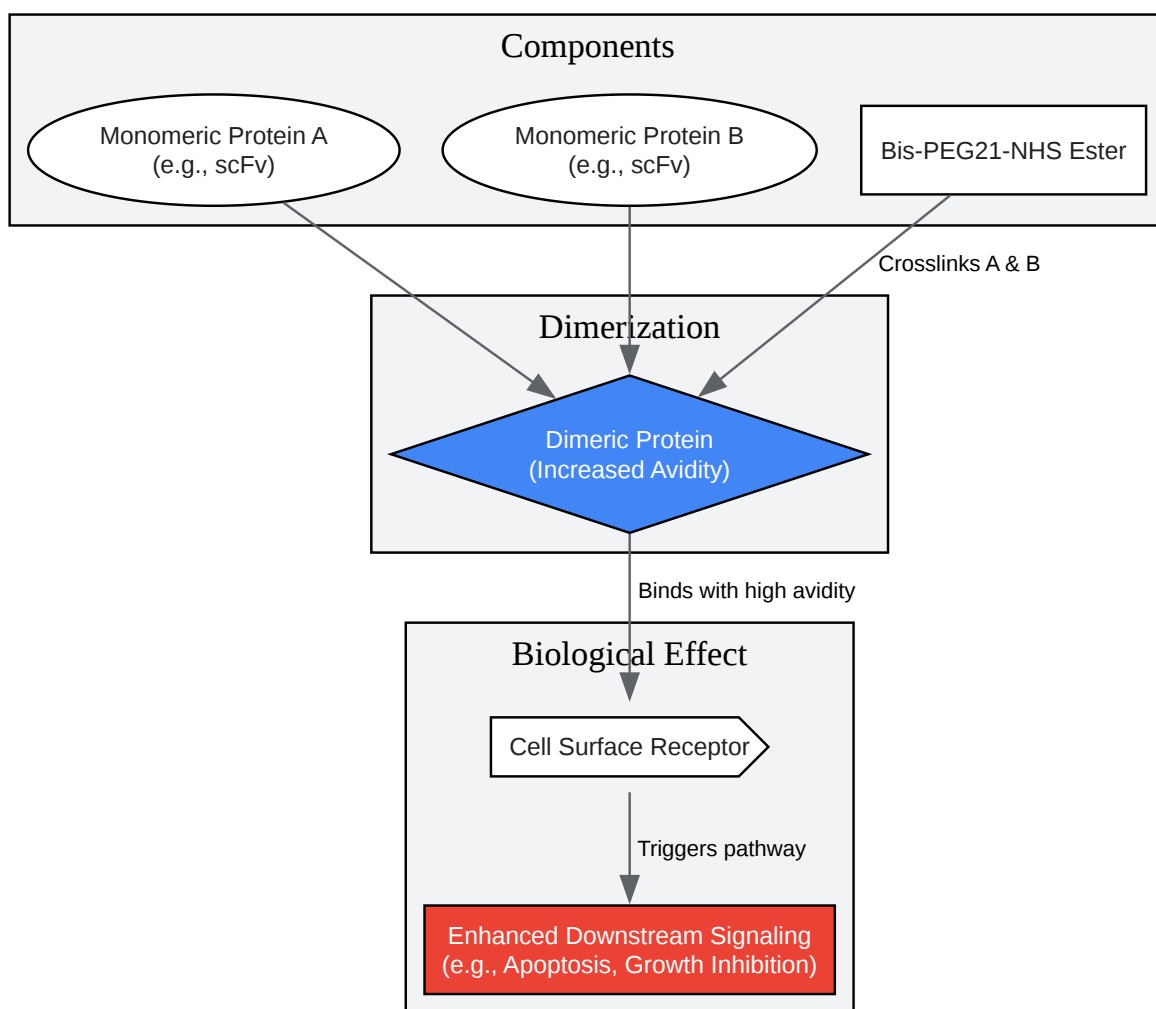 Components
Monomeric Protein A
(e.g., scFv)
Monomeric Protein B
(e.g., scFv)
Bis-PEG21-NHS Ester
Crosslinks A & B
Dimerization
Dimeric Protein
(Increased Avidity)
Binds with high avidity
Biological Effect
Cell Surface Receptor
Triggers pathway
Enhanced Downstream Signaling
(e.g., Apoptosis, Growth Inhibition)